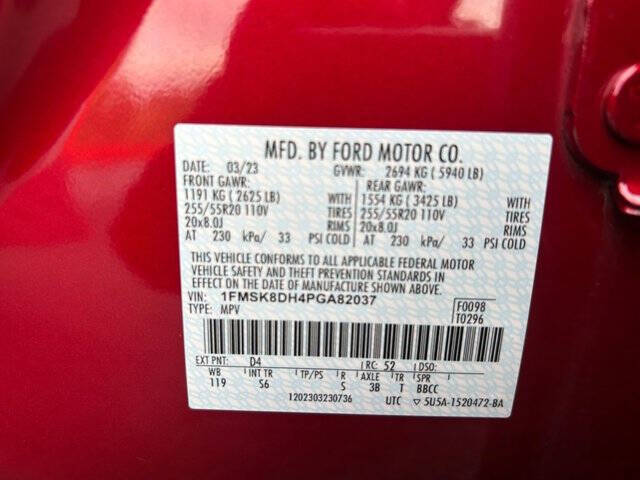 MFD. BY FORD MOTOR CO.
DATE: 03/23 GVWR: 2694 KG ( 5940 LB)
FRONT GAWR: REAR GAWR:
1191 KG ( 2625 LB) 1554 KG ( 3425 LB)
255/55R20 110V TIRES 255/55R20 110V TIRES
20x8.0J RIMS 20x8.0J RIMS
AT 230 kPa/ 33 PSI COLD AT 230 kPa/ 33 PSI COLD
THIS VEHICLE CONFORMS TO ALL APPLICABLE FEDERAL MOTOR
VEHICLE SAFETY AND THEFT PREVENTION STANDARDS IN
EFFECT ON THE DATE OF MANUFACTURE SHOWN ABOVE.
VIN: 1FMSK8DH4PGA82037 F0098
TYPE: MPV T0296
EXT PNT: D4 RC: 52 DSO:
WB INT TR TP/PS R AXLE TR SPR
119 S6 S 3B T BBCC
1202303230736 UTC 5U5A-1520472-BA